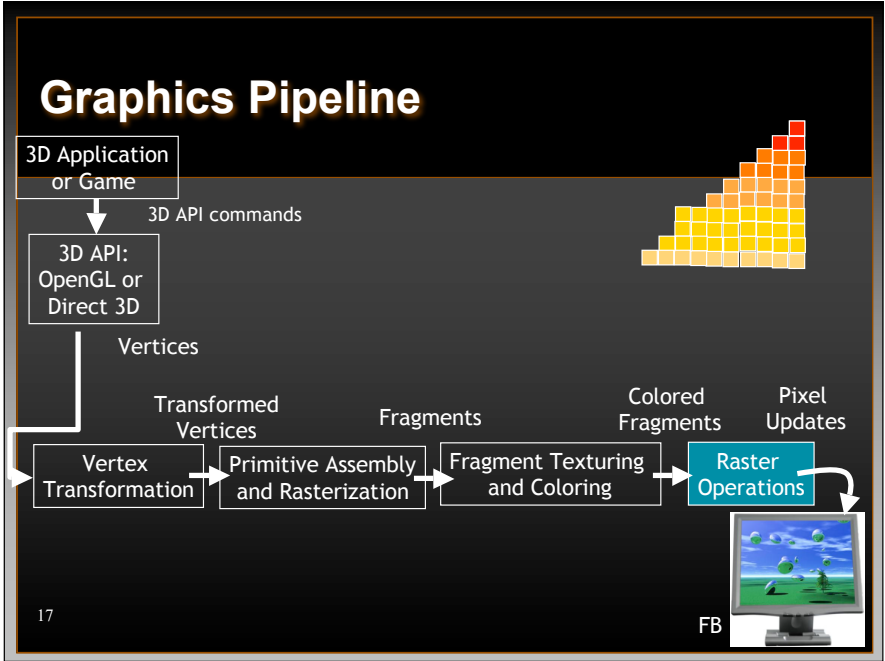 Graphics Pipeline
3D Application
or Game
3D API commands
3D API:
OpenGL or
Direct 3D
Vertices
Transformed
Vertices
Fragments
Colored
Fragments
Pixel
Updates
Vertex
Transformation
Primitive Assembly
and Rasterization
Fragment Texturing
and Coloring
Raster
Operations
17
FB